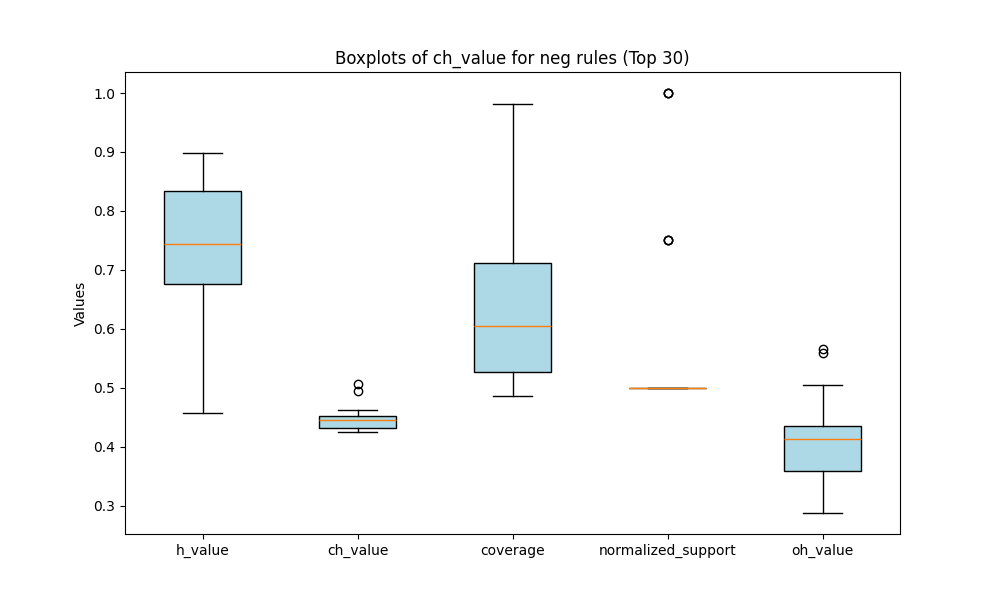 Boxplots of ch_value for neg rules (Top 30)
Values
1.0
0.9
0.8
0.7
0.6
0.5
0.4
0.3
h_value ch_value coverage normalized_support oh_value